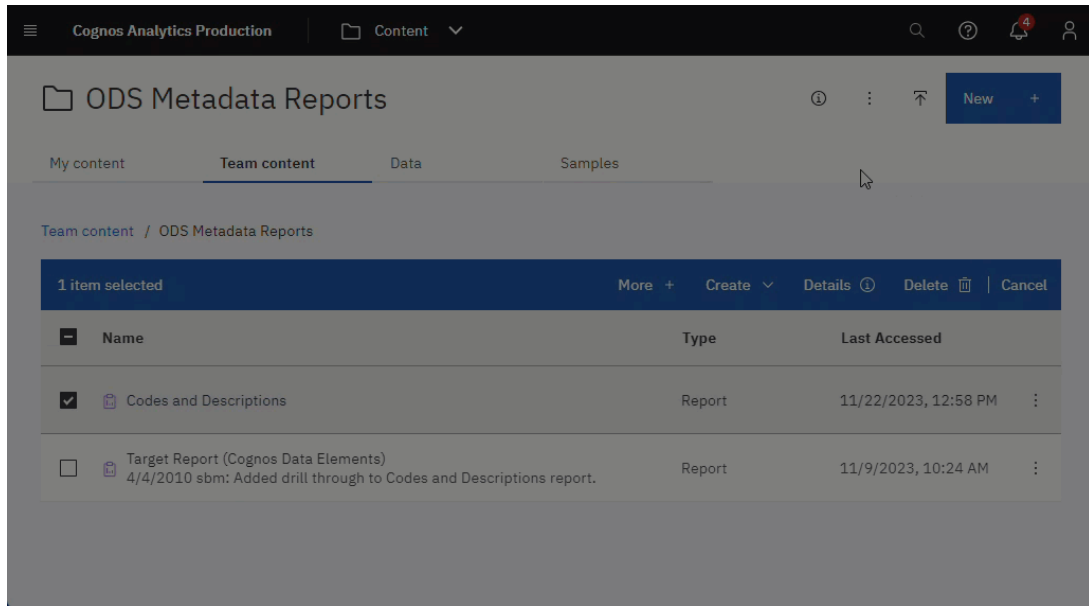 Cognos Analytics Production Content 4
ODS Metadata Reports New +
My content Team content Data Samples
Team content / ODS Metadata Reports
1 item selected More + Create Details Delete | Cancel
Name Type Last Accessed
Codes and Descriptions Report 11/22/2023, 12:58 PM
Target Report (Cognos Data Elements)
4/4/2010 sbm: Added drill through to Codes and Descriptions report. Report 11/9/2023, 10:24 AM